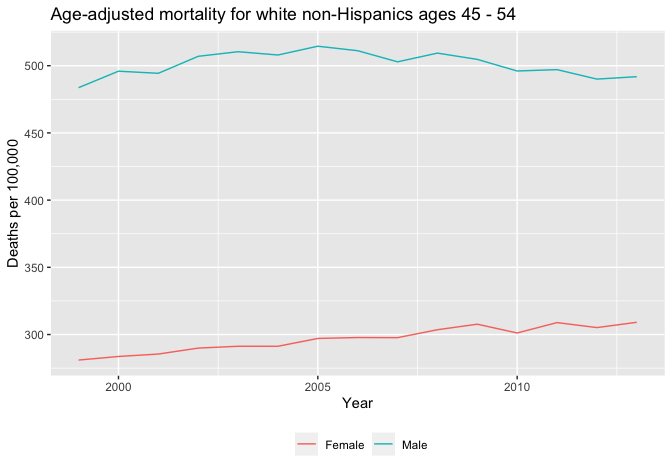 Age-adjusted mortality for white non-Hispanics ages 45 - 54
Deaths per 100,000
500
450
400
350
300
2000
2005
2010
Year
Female
Male